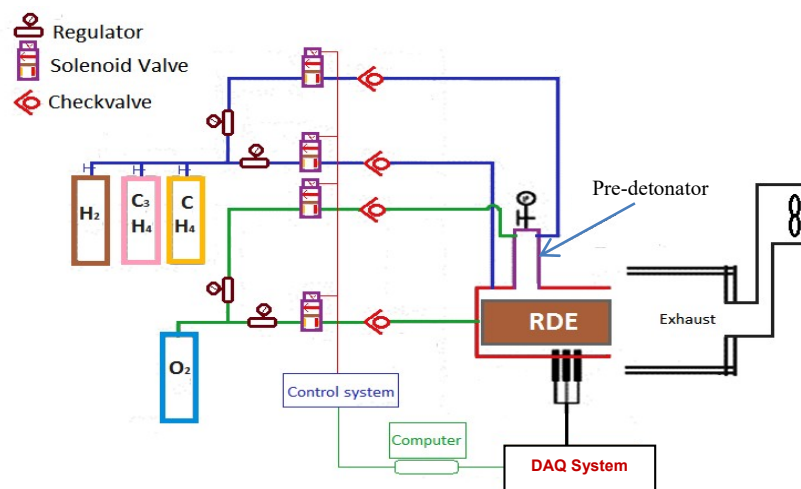 Regulator
Solenoid Valve
Checkvalve
Pre-detonator
H₂
C₃
H₄
C
H₄
RDE
Exhaust
O₂
Control system
Computer
DAQ System